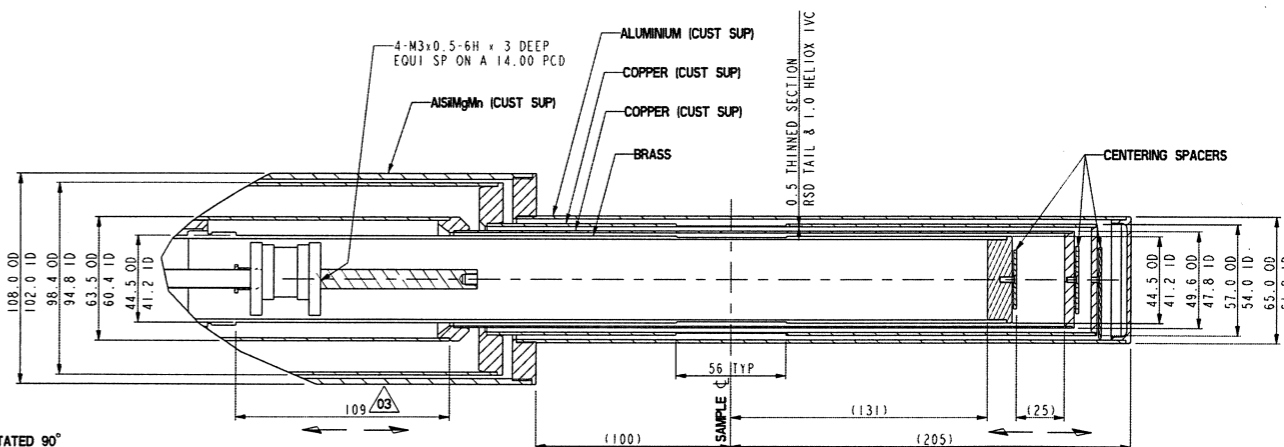 4-M3x0.5-6H x 3 DEEP
EQUI SP ON A 14.00 PCD
AlSilMgMn (CUST SUP)
ALUMINIUM (CUST SUP)
COPPER (CUST SUP)
COPPER (CUST SUP)
BRASS
0.5 THINNED SECTION
RSD TAIL & 1.0 HELIOX IVC
CENTERING SPACERS
108.0 OD
102.0 ID
98.4 OD
94.8 ID
63.5 OD
60.4 ID
44.5 OD
41.2 ID
44.5 OD
41.2 ID
49.6 OD
47.8 ID
57.0 OD
54.0 ID
65.0 OD
56 TYP
109
03
SAMPLE ℄
(131)
(25)
(100)
(205)
TATED 90°